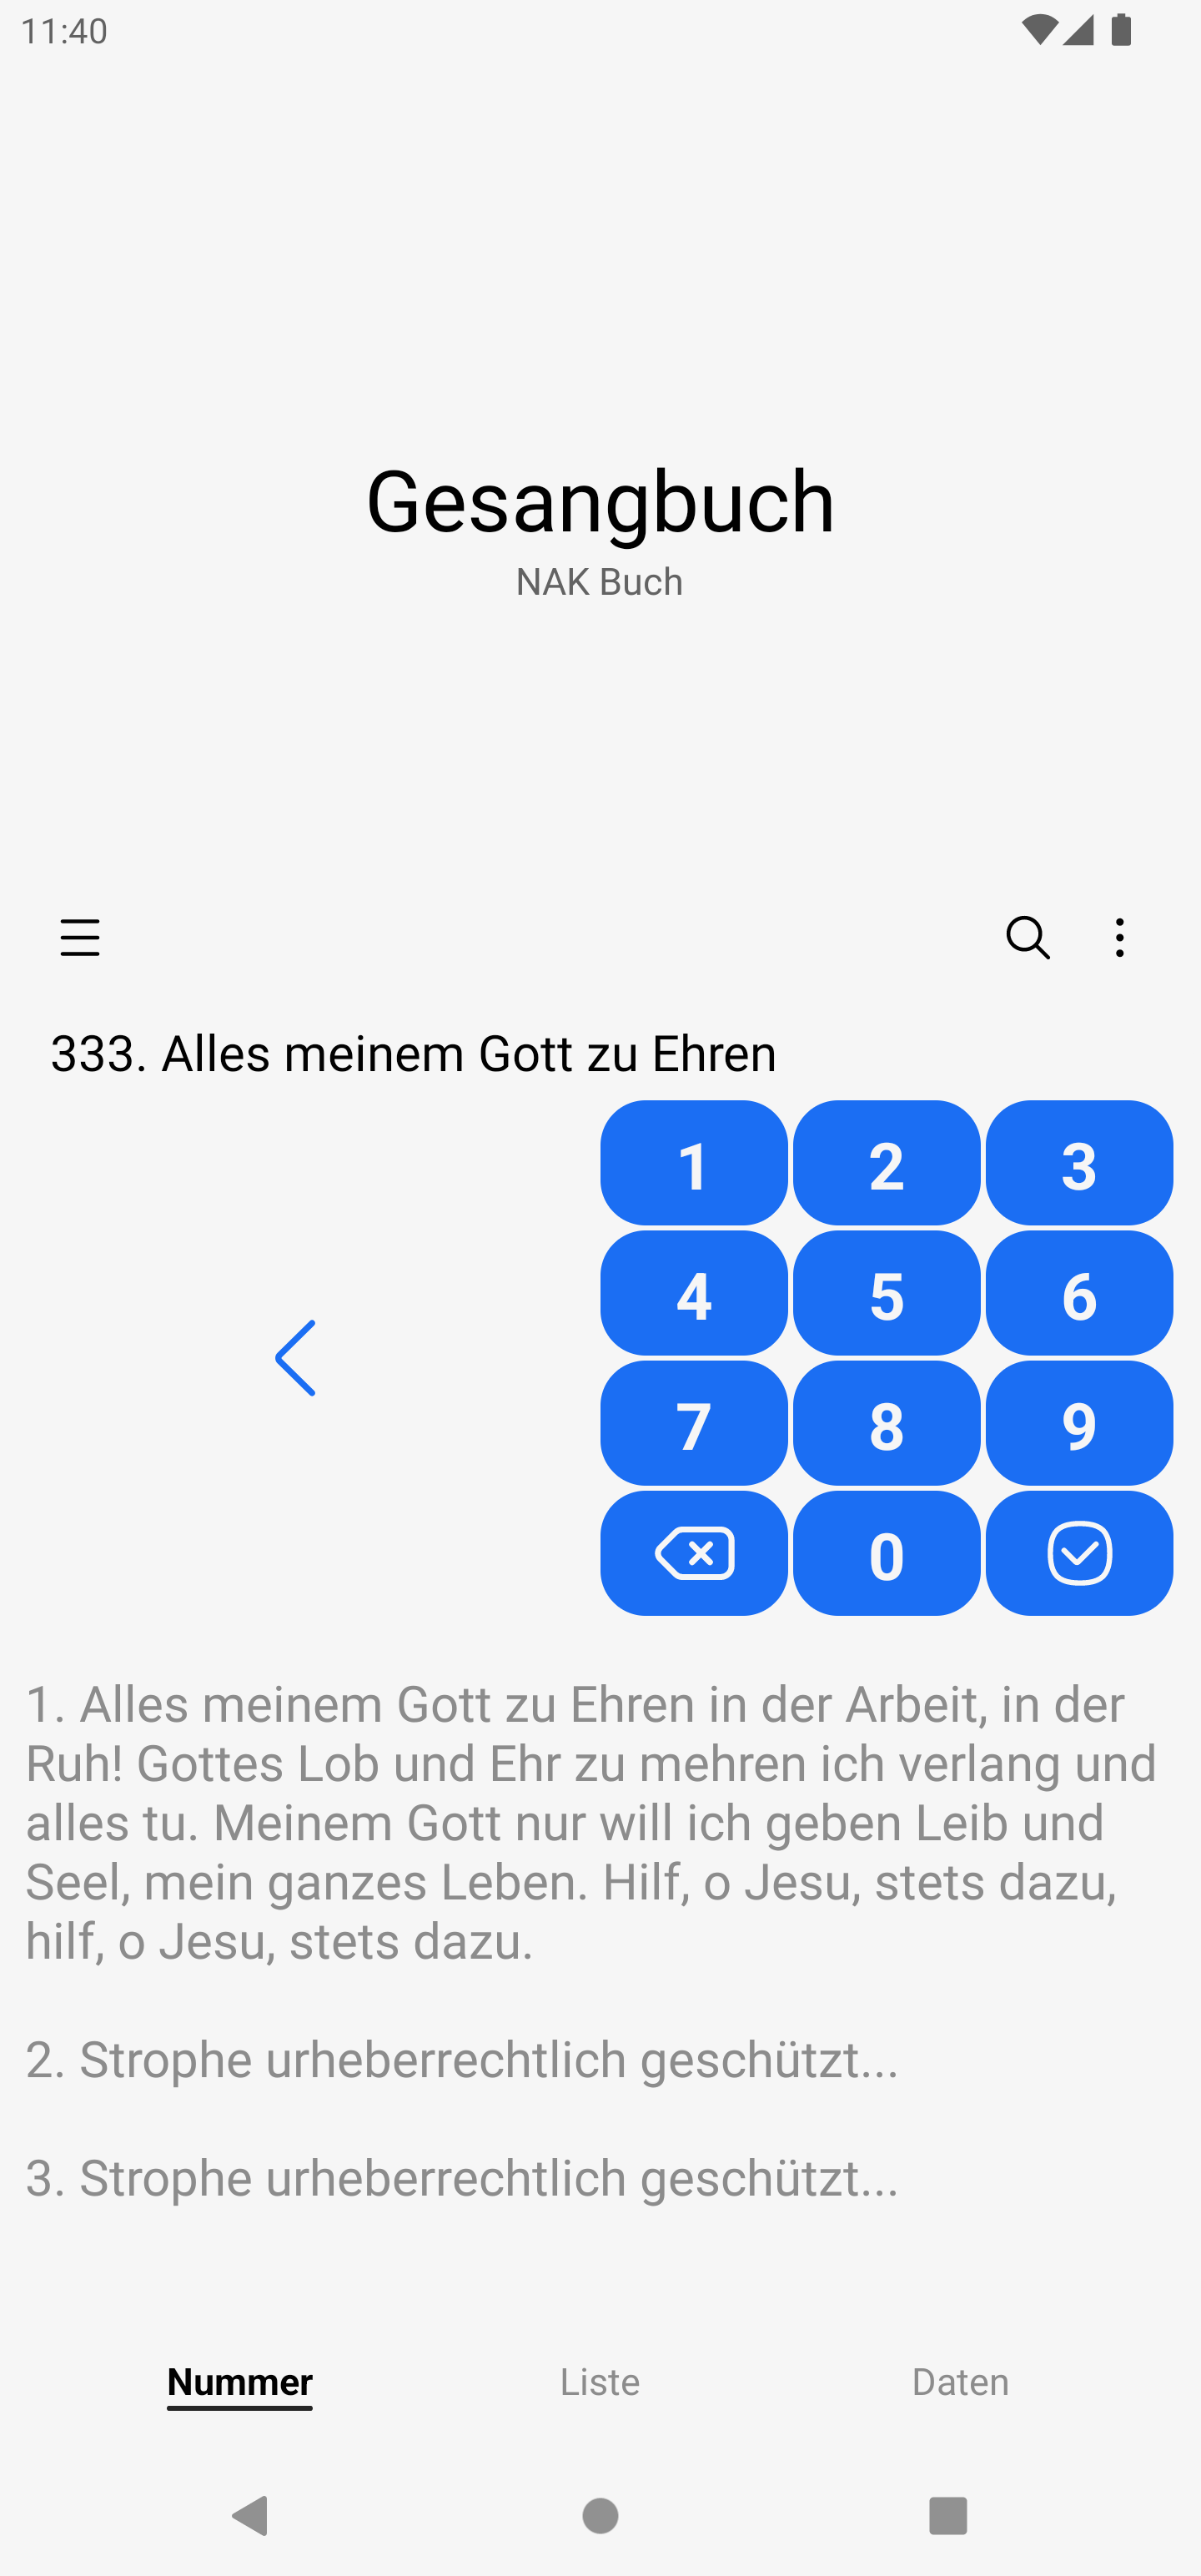 11:40
Gesangbuch
NAK Buch
333. Alles meinem Gott zu Ehren
1 2 3
4 5 6
7 8 9
0
1. Alles meinem Gott zu Ehren in der Arbeit, in der
Ruh! Gottes Lob und Ehr zu mehren ich verlang und
alles tu. Meinem Gott nur will ich geben Leib und
Seel, mein ganzes Leben. Hilf, o Jesu, stets dazu,
hilf, o Jesu, stets dazu.
2. Strophe urheberrechtlich geschützt...
3. Strophe urheberrechtlich geschützt...
Nummer Liste Daten